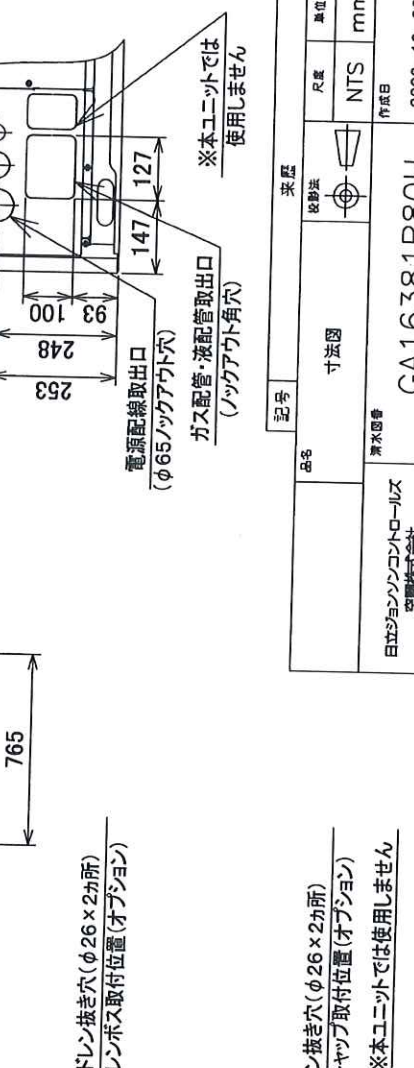 ※本ユニットでは
使用しません
127
147
100
93
248
253
電源配線取出口
(φ65ノックアウト穴)
ガス配管・液配管取出口
(ノックアウト角穴)
765
ドレン抜き穴(φ26×2ヵ所)
レンボス取付位置(オプション)
ン抜き穴(φ26×2ヵ所)
ャップ取付位置(オプション)
※本ユニットでは使用しません
記号
来歴
品名
寸法図
投影法
尺度
NTS
単位
mm
日立ジョンソンコントロールズ
空調株式会社
清水図番
作成日